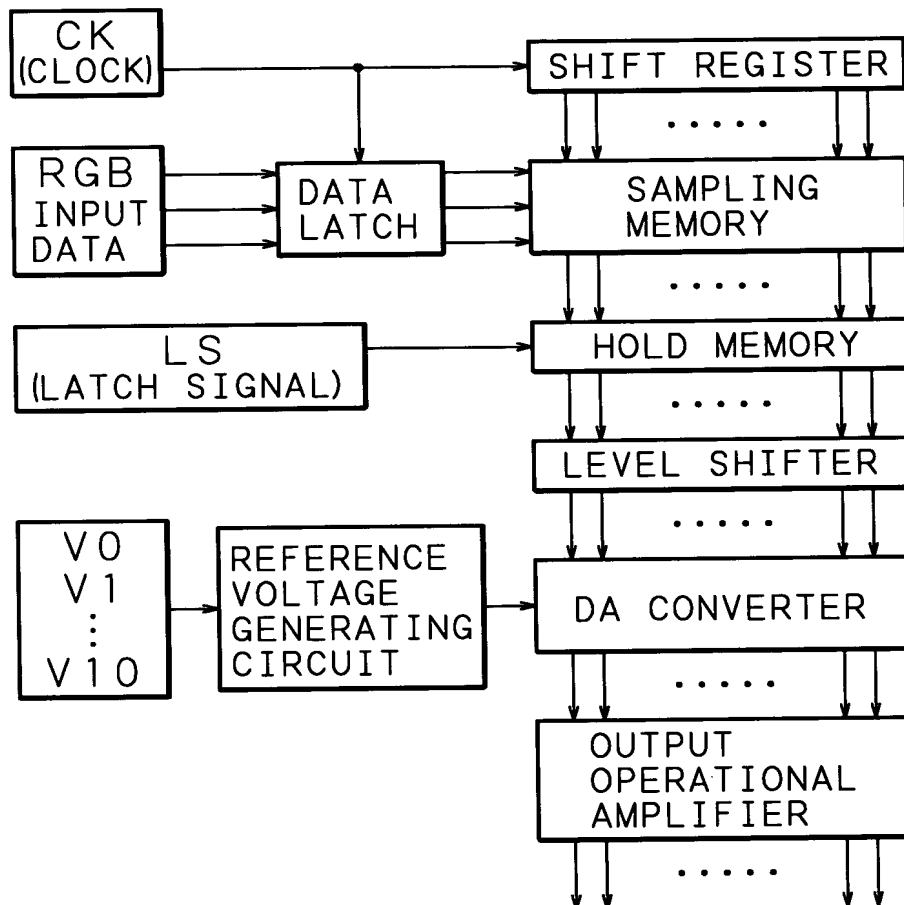 CK
(CLOCK)
SHIFT REGISTER
RGB
INPUT
DATA
DATA
LATCH
SAMPLING
MEMORY
LS
(LATCH SIGNAL)
HOLD MEMORY
LEVEL SHIFTER
V0
V1
⋮
V10
REFERENCE
VOLTAGE
GENERATING
CIRCUIT
DA CONVERTER
OUTPUT
OPERATIONAL
AMPLIFIER